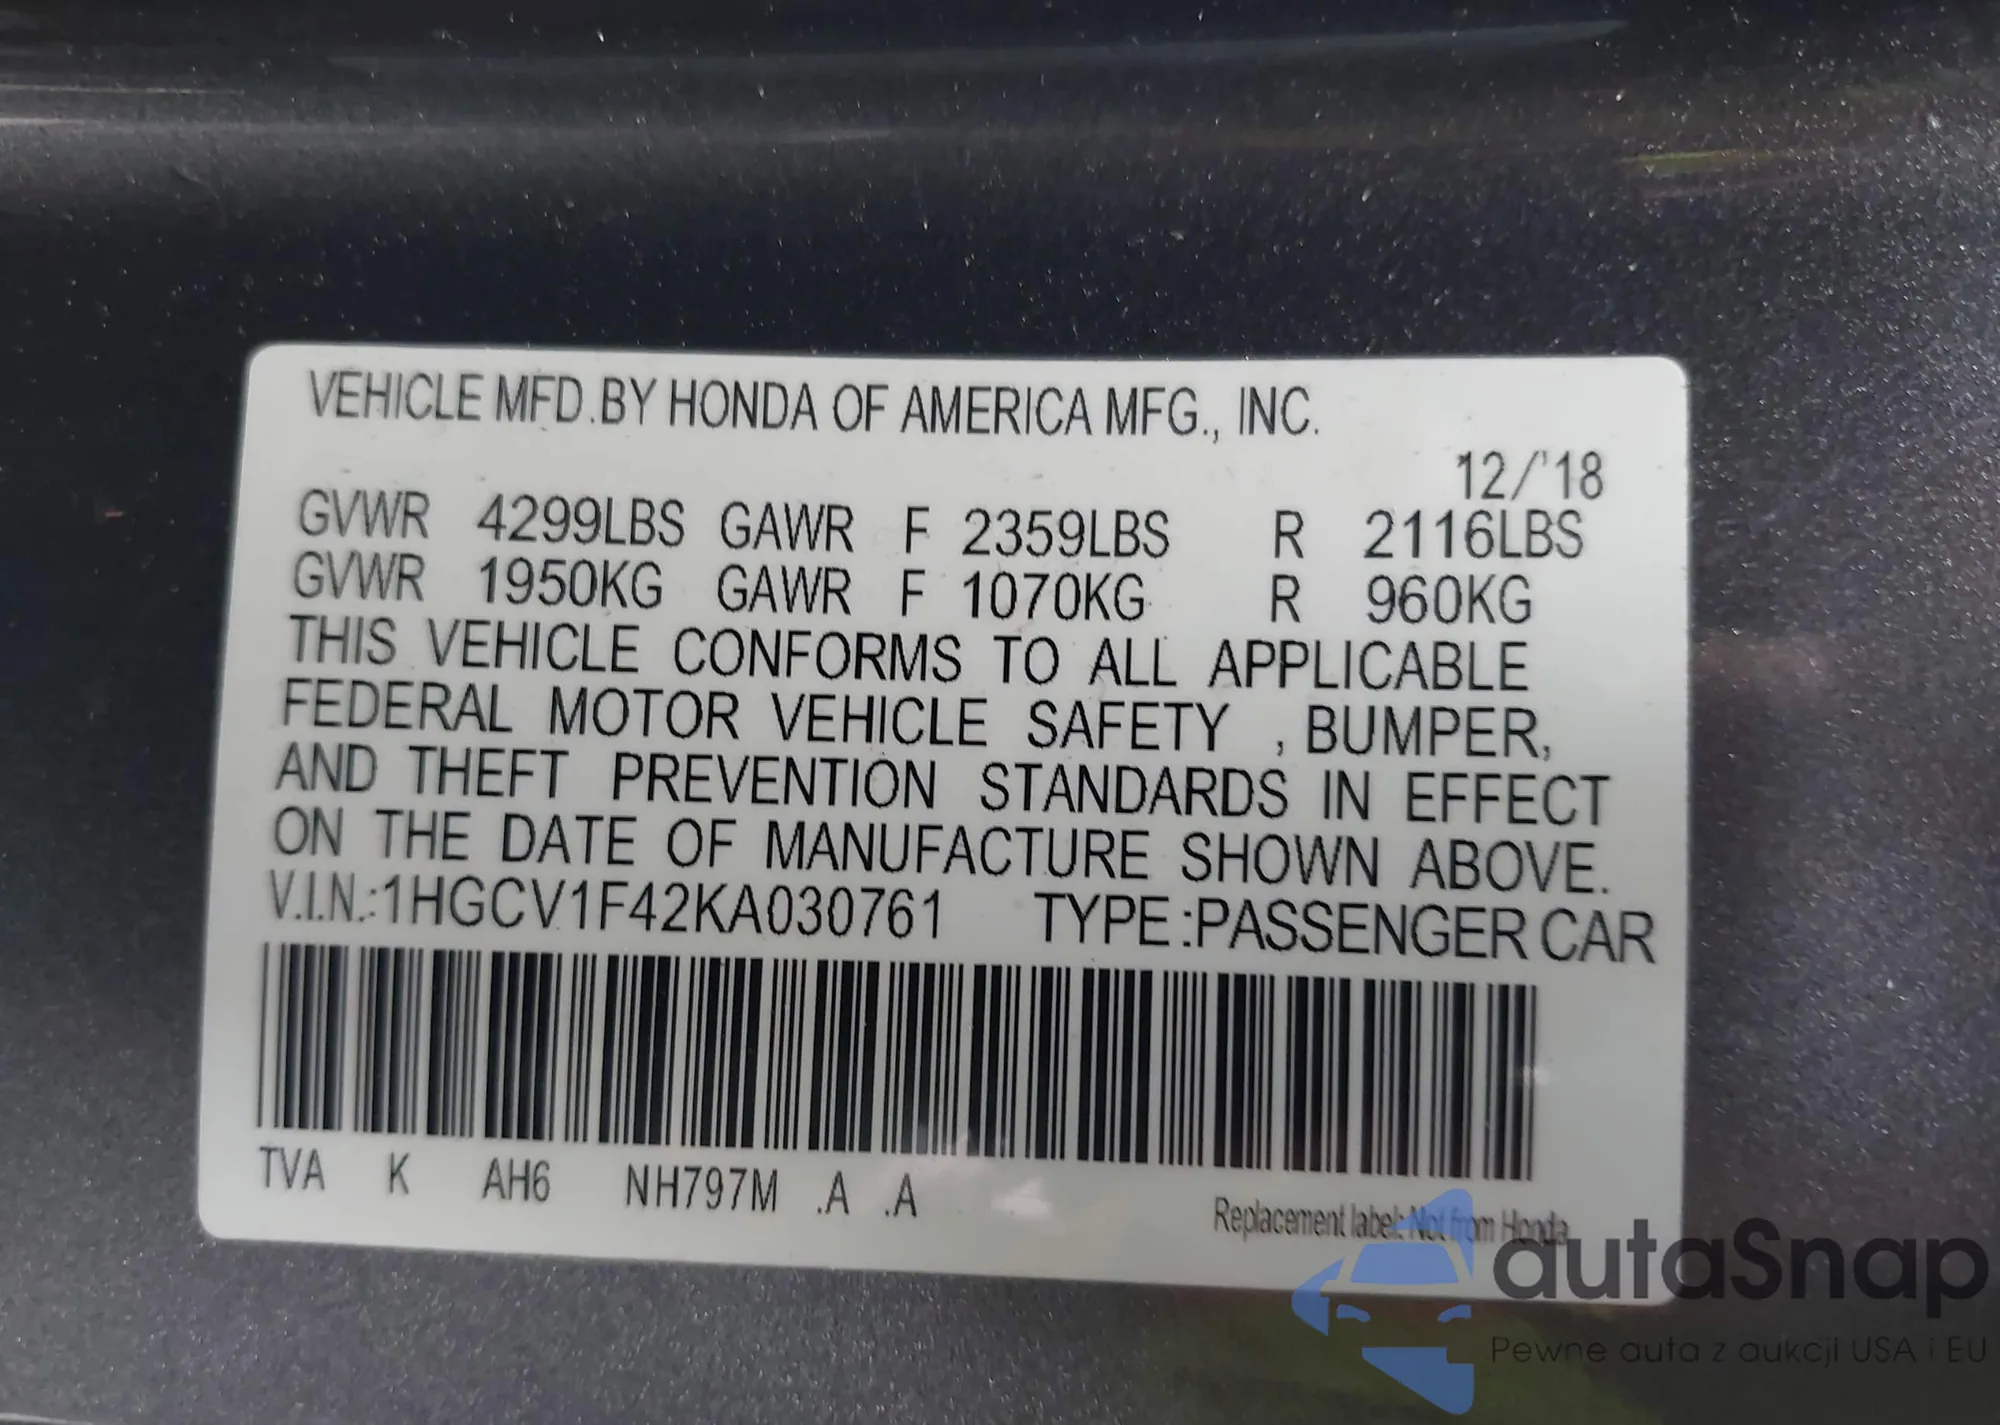 VEHICLE MFD.BY HONDA OF AMERICA MFG., INC.
12/'18
GVWR 4299LBS GAWR F 2359LBS R 2116LBS
GVWR 1950KG GAWR F 1070KG R 960KG
THIS VEHICLE CONFORMS TO ALL APPLICABLE
FEDERAL MOTOR VEHICLE SAFETY , BUMPER,
AND THEFT PREVENTION STANDARDS IN EFFECT
ON THE DATE OF MANUFACTURE SHOWN ABOVE.
V.I.N.:1HGCV1F42KA030761 TYPE:PASSENGER CAR
TVA K AH6 NH797M .A .A
Replacement label: Not from Honda
autaSnap
Pewne auta z aukcji USA i EU